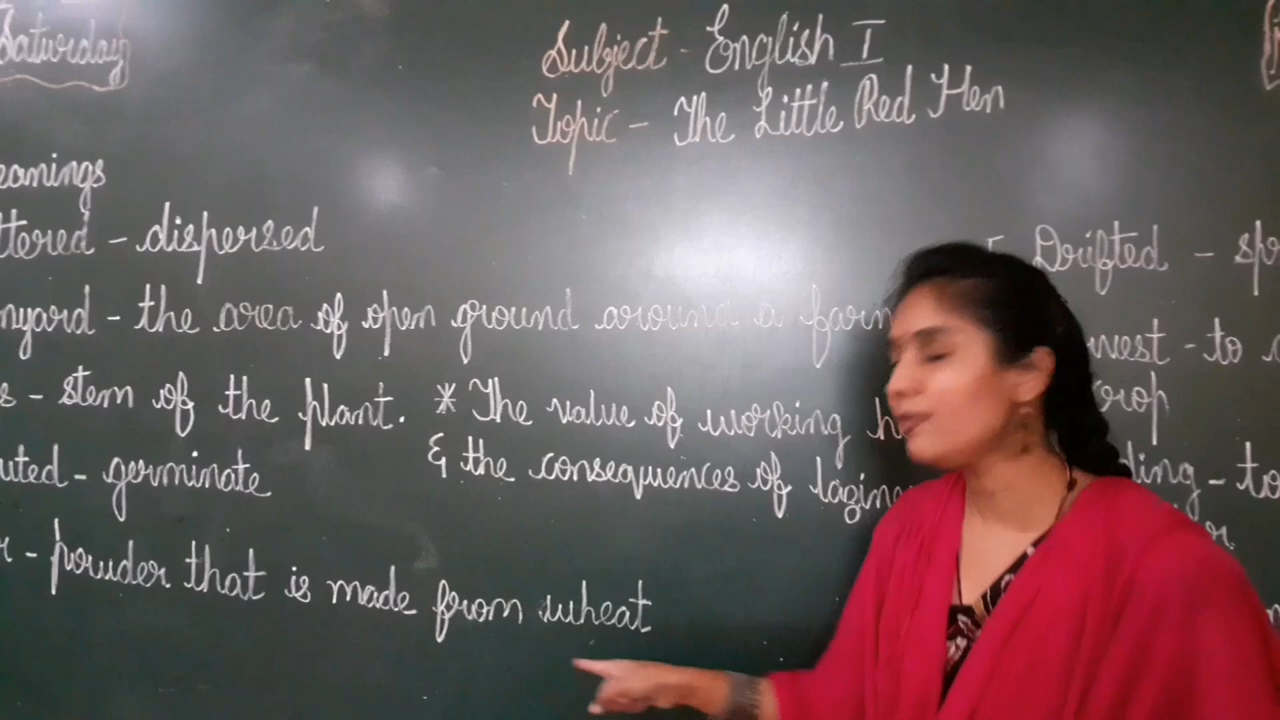 Saturday
Subject - English I
Topic - The Little Red Hen
eanings
ttered - dispersed
nyard - the area of open ground around a farm
s - stem of the plant.
* The value of working h
& the consequences of lazine
uted - germinate
r - powder that is made from wheat
Drifted - sp
vest - to
crop
ding - to